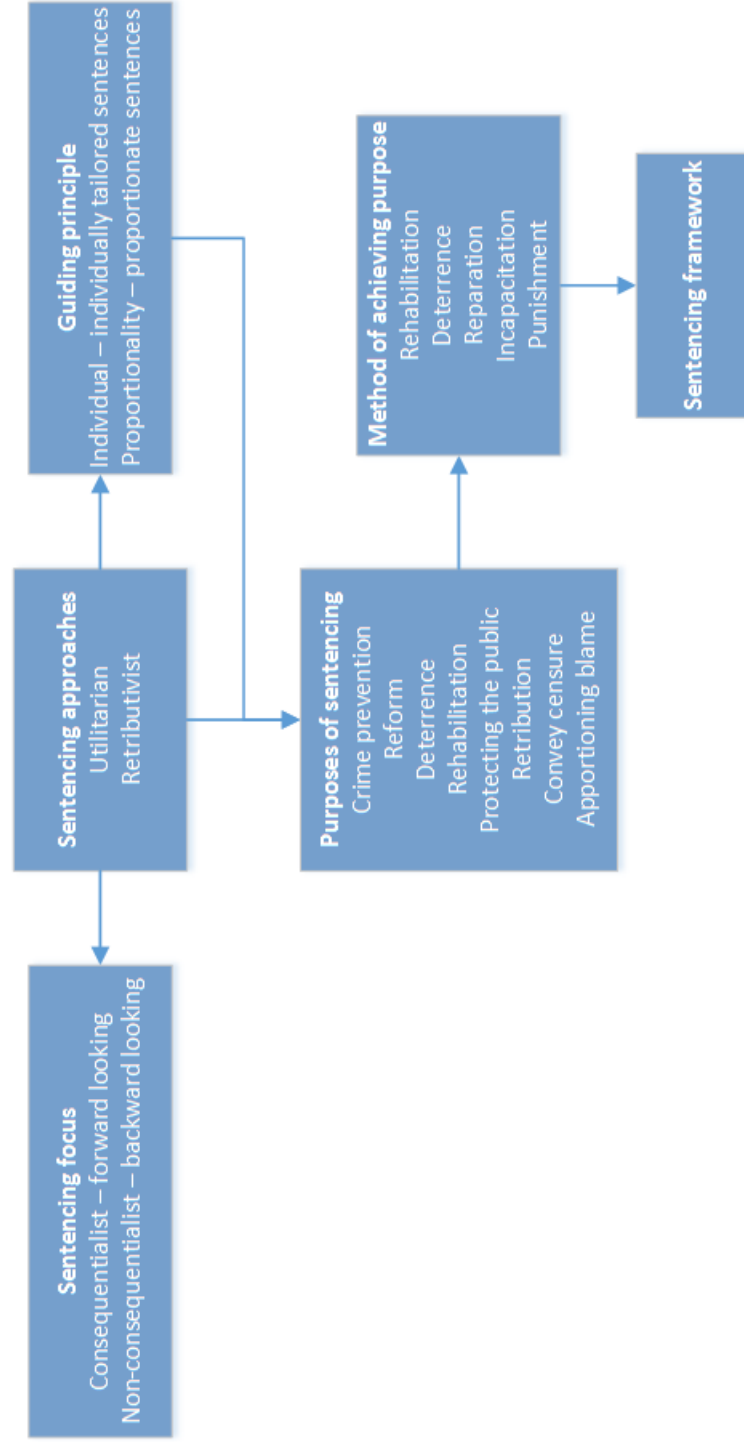 Sentencing focus
Consequentialist – forward looking
Non-consequentialist – backward looking
Sentencing approaches
Utilitarian
Retributivist
Guiding principle
Individual – individually tailored sentences
Proportionality – proportionate sentences
Purposes of sentencing
Crime prevention
Reform
Deterrence
Rehabilitation
Protecting the public
Retribution
Convey censure
Apportioning blame
Method of achieving purpose
Rehabilitation
Deterrence
Reparation
Incapacitation
Punishment
Sentencing framework